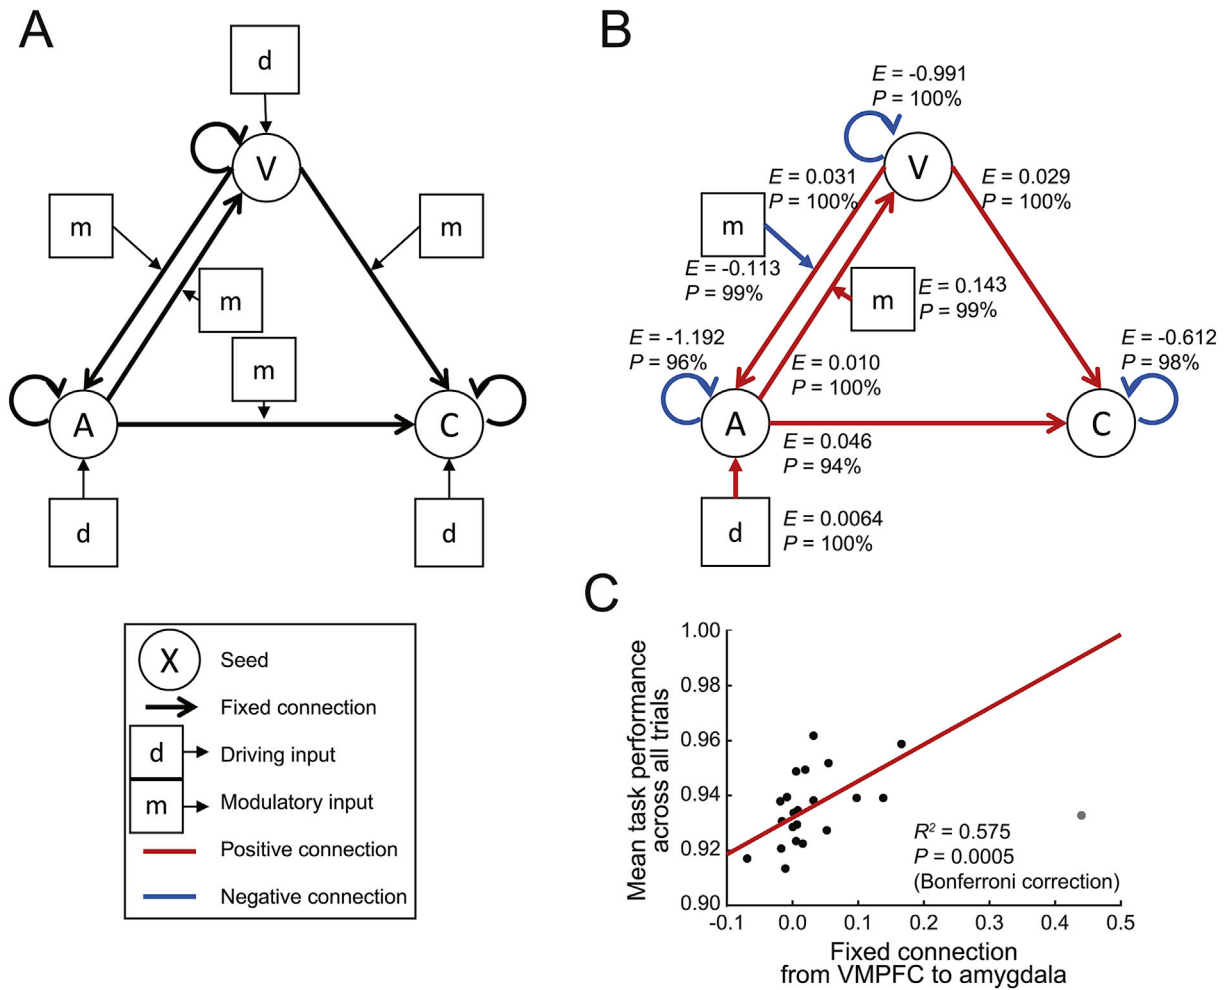 A
d
V
m
m
m
m
A
C
d
d
X
Seed
Fixed connection
d
Driving input
m
Modulatory input
Positive connection
Negative connection
B
E = -0.991
P = 100%
V
E = 0.031
P = 100%
E = 0.029
P = 100%
m
E = -0.113
P = 99%
m
E = 0.143
P = 99%
E = -1.192
P = 96%
E = 0.010
P = 100%
E = -0.612
P = 98%
A
C
E = 0.046
P = 94%
d
E = 0.0064
P = 100%
C
Mean task performance
across all trials
1.00
0.98
0.96
0.94
0.92
0.90
R² = 0.575
P = 0.0005
(Bonferroni correction)
-0.1 0.0 0.1 0.2 0.3 0.4 0.5
Fixed connection
from VMPFC to amygdala